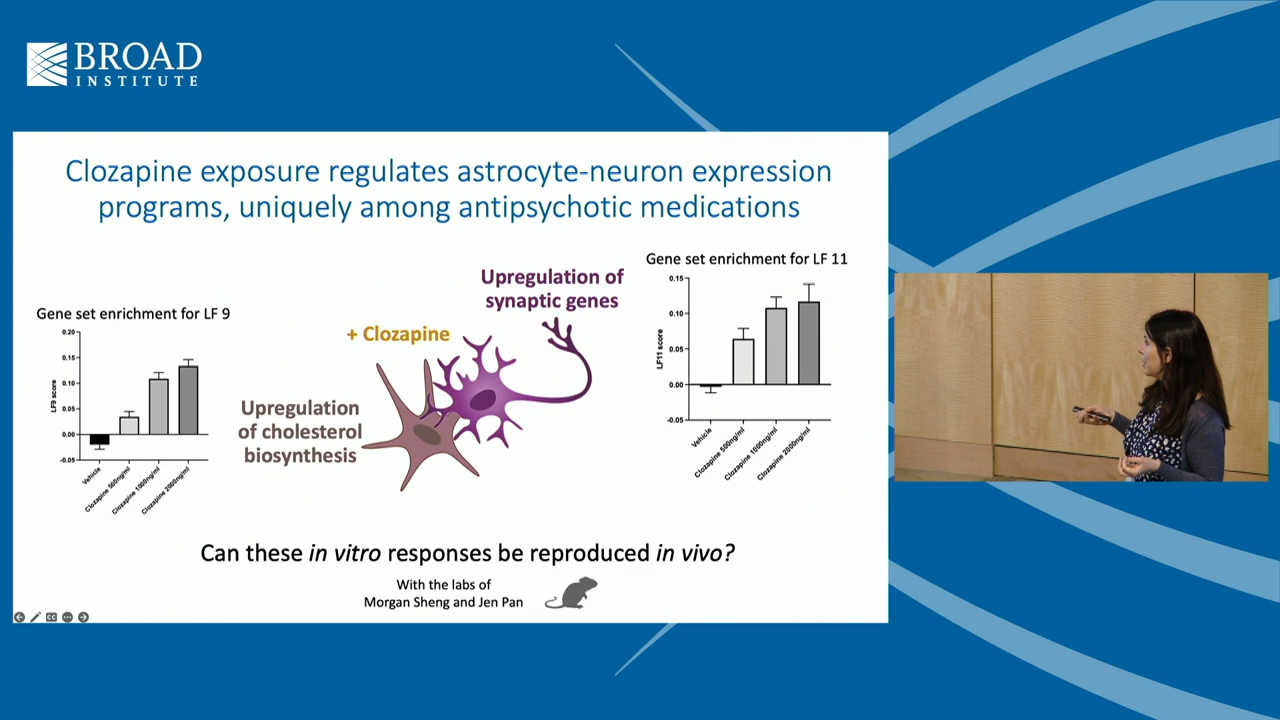 BROAD
INSTITUTE
Clozapine exposure regulates astrocyte-neuron expression
programs, uniquely among antipsychotic medications
Gene set enrichment for LF 9
0.20
0.15
0.10
0.05
0.00
-0.05
LF9 score
Vehicle
Clozapine 500ng/ml
Clozapine 1000ng/ml
Clozapine 2000ng/ml
+ Clozapine
Upregulation
of cholesterol
biosynthesis
Upregulation of
synaptic genes
Gene set enrichment for LF 11
0.15
0.10
0.05
0.00
-0.05
LF11 score
Vehicle
Clozapine 500ng/ml
Clozapine 1000ng/ml
Clozapine 2000ng/ml
Can these in vitro responses be reproduced in vivo?
With the labs of
Morgan Sheng and Jen Pan
CC